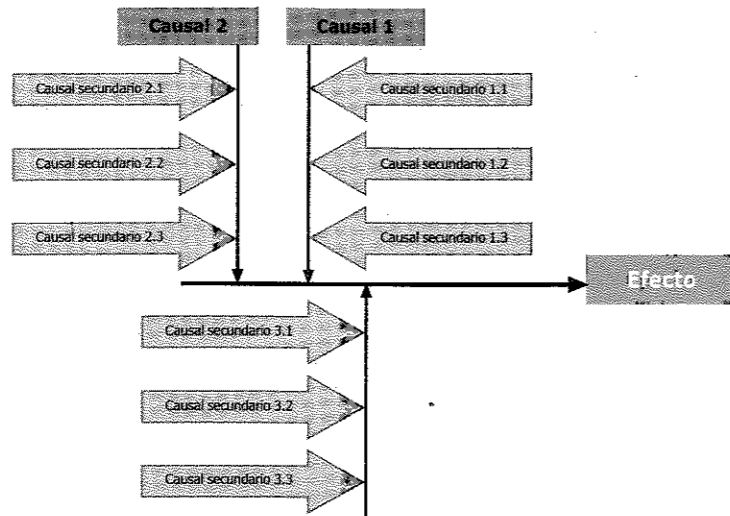 Causal 2
Causal 1
Causal secundario 2.1
Causal secundario 1.1
Causal secundario 2.2
Causal secundario 1.2
Causal secundario 2.3
Causal secundario 1.3
Efecto
Causal secundario 3.1
Causal secundario 3.2
Causal secundario 3.3